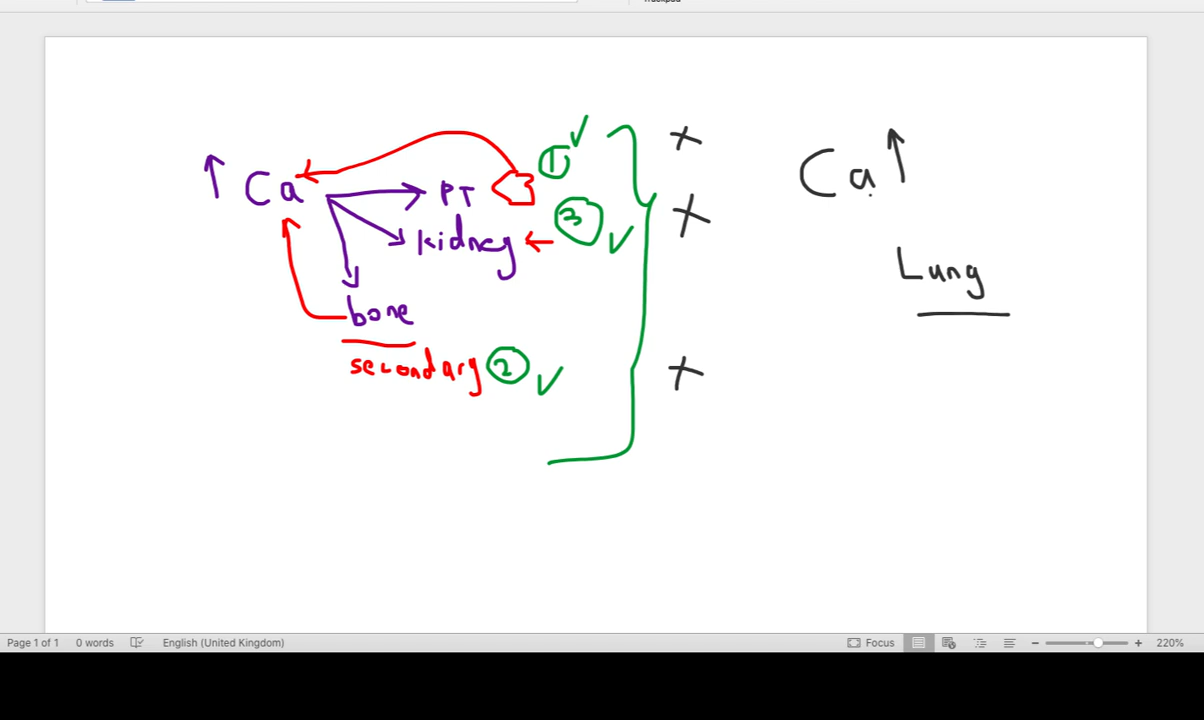 ① ✓
↑ Ca → PT
③ ✓
kidney
bone
secondary ② ✓
+
+
+
Ca ↑
Lung
Page 1 of 1 0 words English (United Kingdom) Focus 220%